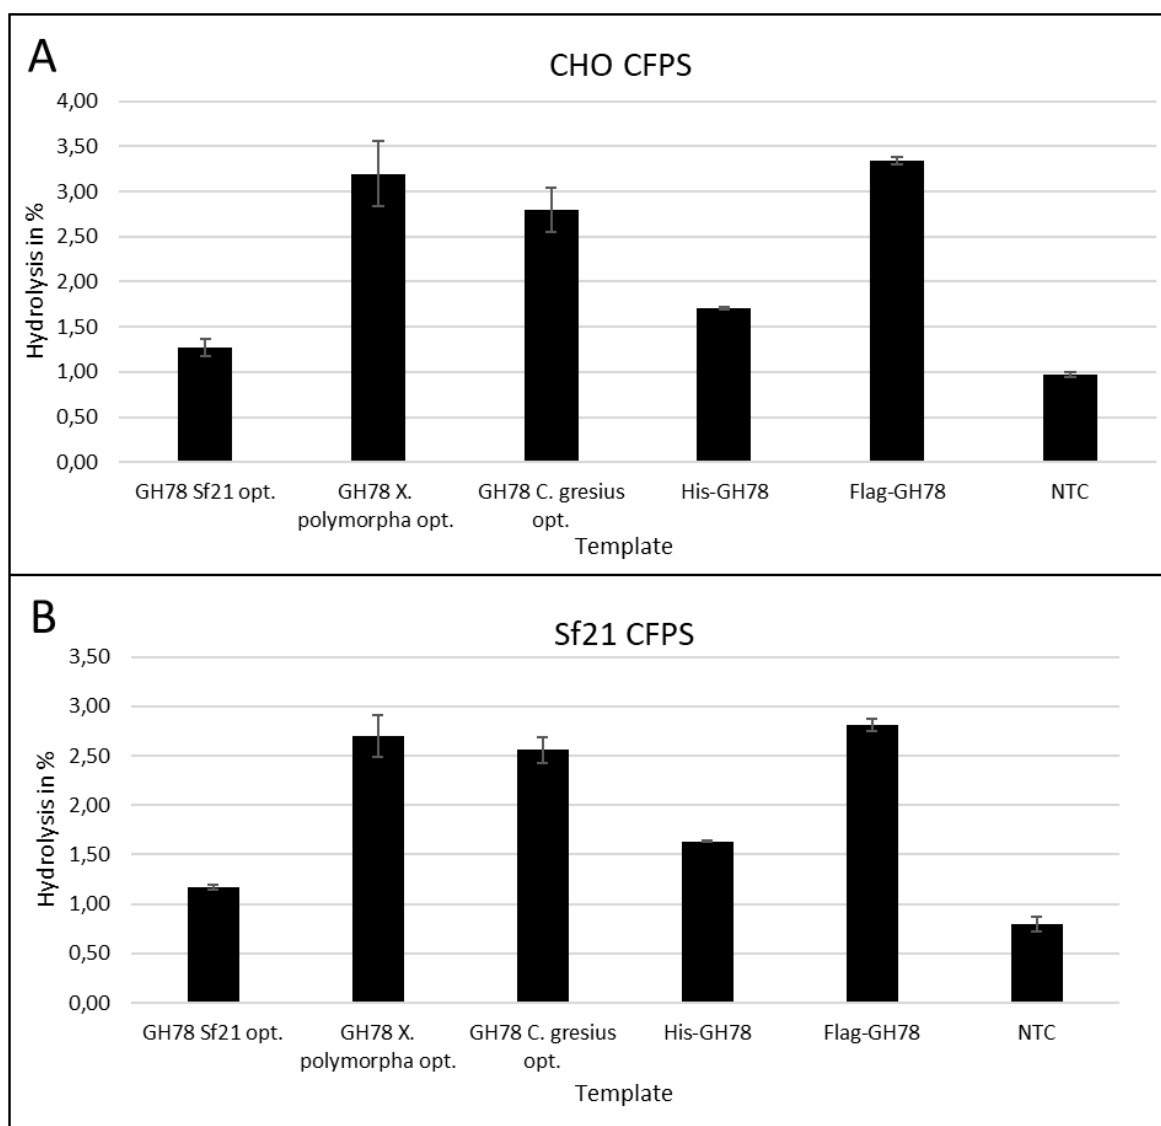 A
CHO CFPS
Hydrolysis in %
4,00
3,50
3,00
2,50
2,00
1,50
1,00
0,50
0,00
GH78 Sf21 opt.
GH78 X.
polymorpha opt.
GH78 C. gresius
opt.
His-GH78
Flag-GH78
NTC
Template
B
Sf21 CFPS
Hydrolysis in %
3,50
3,00
2,50
2,00
1,50
1,00
0,50
0,00
GH78 Sf21 opt.
GH78 X.
polymorpha opt.
GH78 C. gresius
opt.
His-GH78
Flag-GH78
NTC
Template